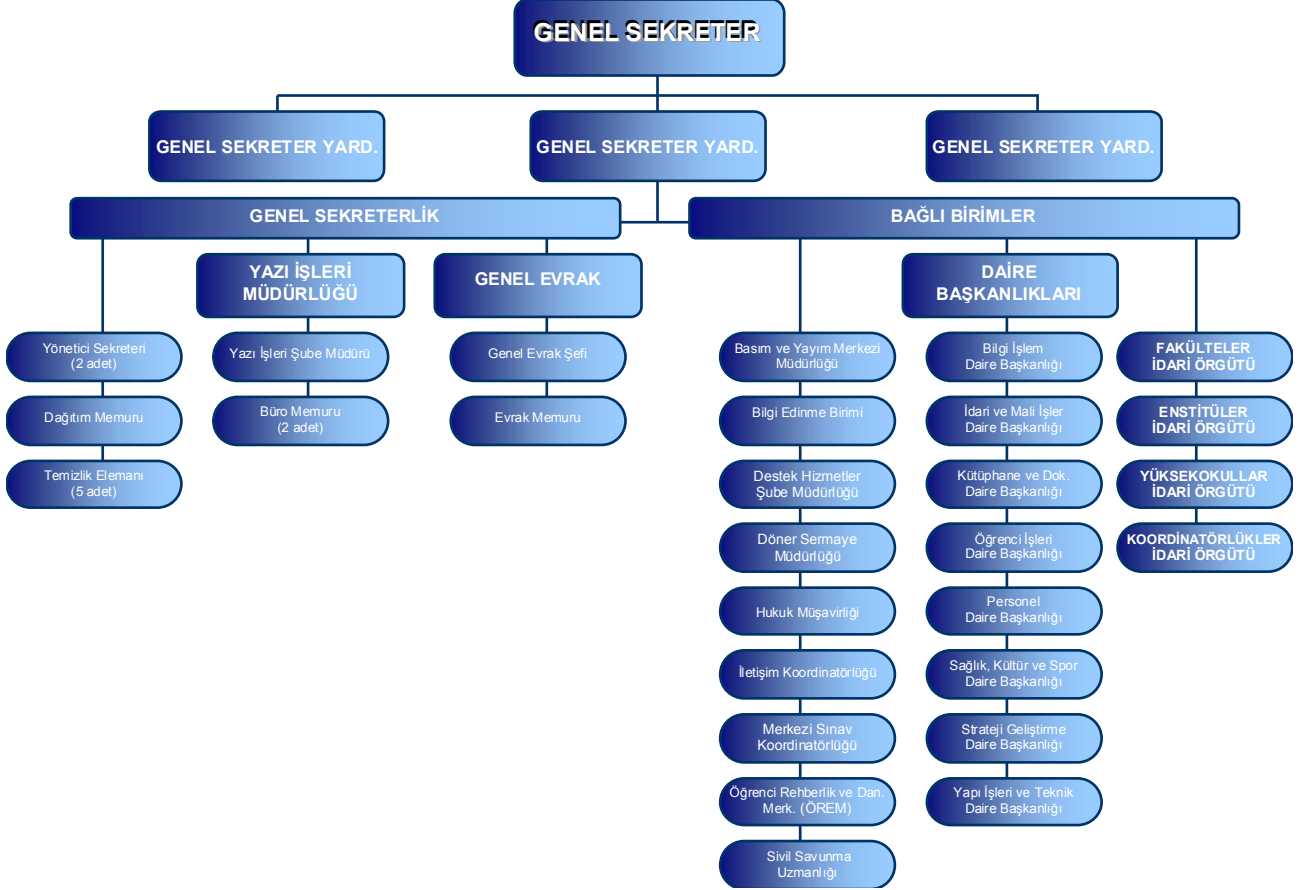 GENEL SEKRETER
GENEL SEKRETER YARD.
GENEL SEKRETER YARD.
GENEL SEKRETER YARD.
GENEL SEKRETERLİK
BAĞLI BİRİMLER
YAZI İŞLERİ
MÜDÜRLÜĞÜ
GENEL EVRAK
DAİRE
BAŞKANLIKLARI
Yönetici Sekreteri
(2 adet)
Dağıtım Memuru
Temizlik Elemanı
(5 adet)
Yazı İşleri Şube Müdürü
Büro Memuru
(2 adet)
Genel Evrak Şefi
Evrak Memuru
Basım ve Yayım Merkezi
Müdürlüğü
Bilgi Edinme Birimi
Destek Hizmetler
Şube Müdürlüğü
Döner Sermaye
Müdürlüğü
Hukuk Müşavirliği
İletişim Koordinatörlüğü
Merkezi Sınav
Koordinatörlüğü
Öğrenci Rehberlik ve Dan.
Merk. (ÖREM)
Sivil Savunma
Uzmanlığı
Bilgi İşlem
Daire Başkanlığı
İdari ve Mali İşler
Daire Başkanlığı
Kütüphane ve Dok.
Daire Başkanlığı
Öğrenci İşleri
Daire Başkanlığı
Personel
Daire Başkanlığı
Sağlık, Kültür ve Spor
Daire Başkanlığı
Strateji Geliştirme
Daire Başkanlığı
Yapı İşleri ve Teknik
Daire Başkanlığı
FAKÜLTELER
İDARİ ÖRGÜTÜ
ENSTİTÜLER
İDARİ ÖRGÜTÜ
YÜKSEKOKULLAR
İDARİ ÖRGÜTÜ
KOORDİNATÖRLÜKLER
İDARİ ÖRGÜTÜ